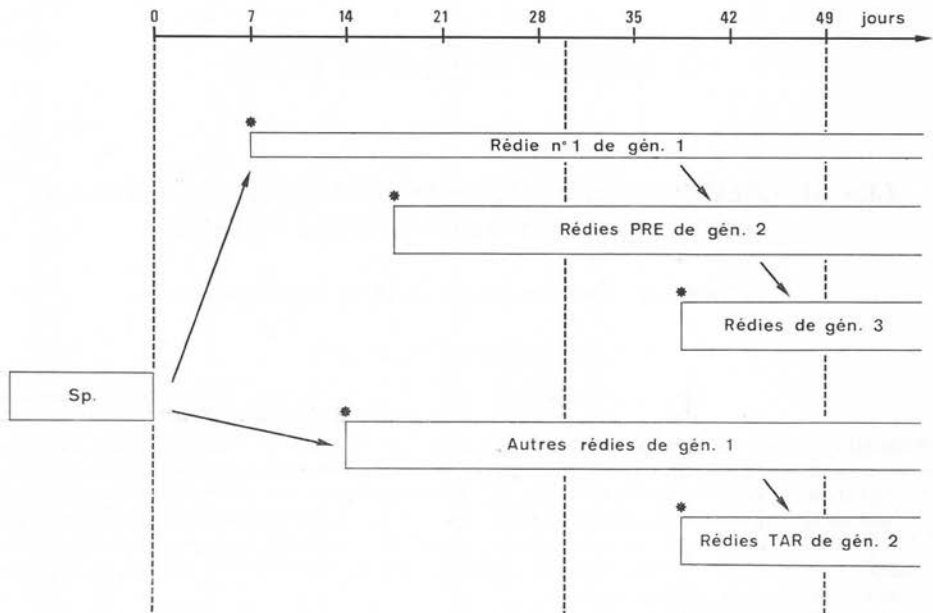 0 7 14 21 28 35 42 49 jours
Rédie n°1 de gén. 1
Rédies PRE de gén. 2
Rédies de gén. 3
Sp.
Autres rédies de gén. 1
Rédies TAR de gén. 2